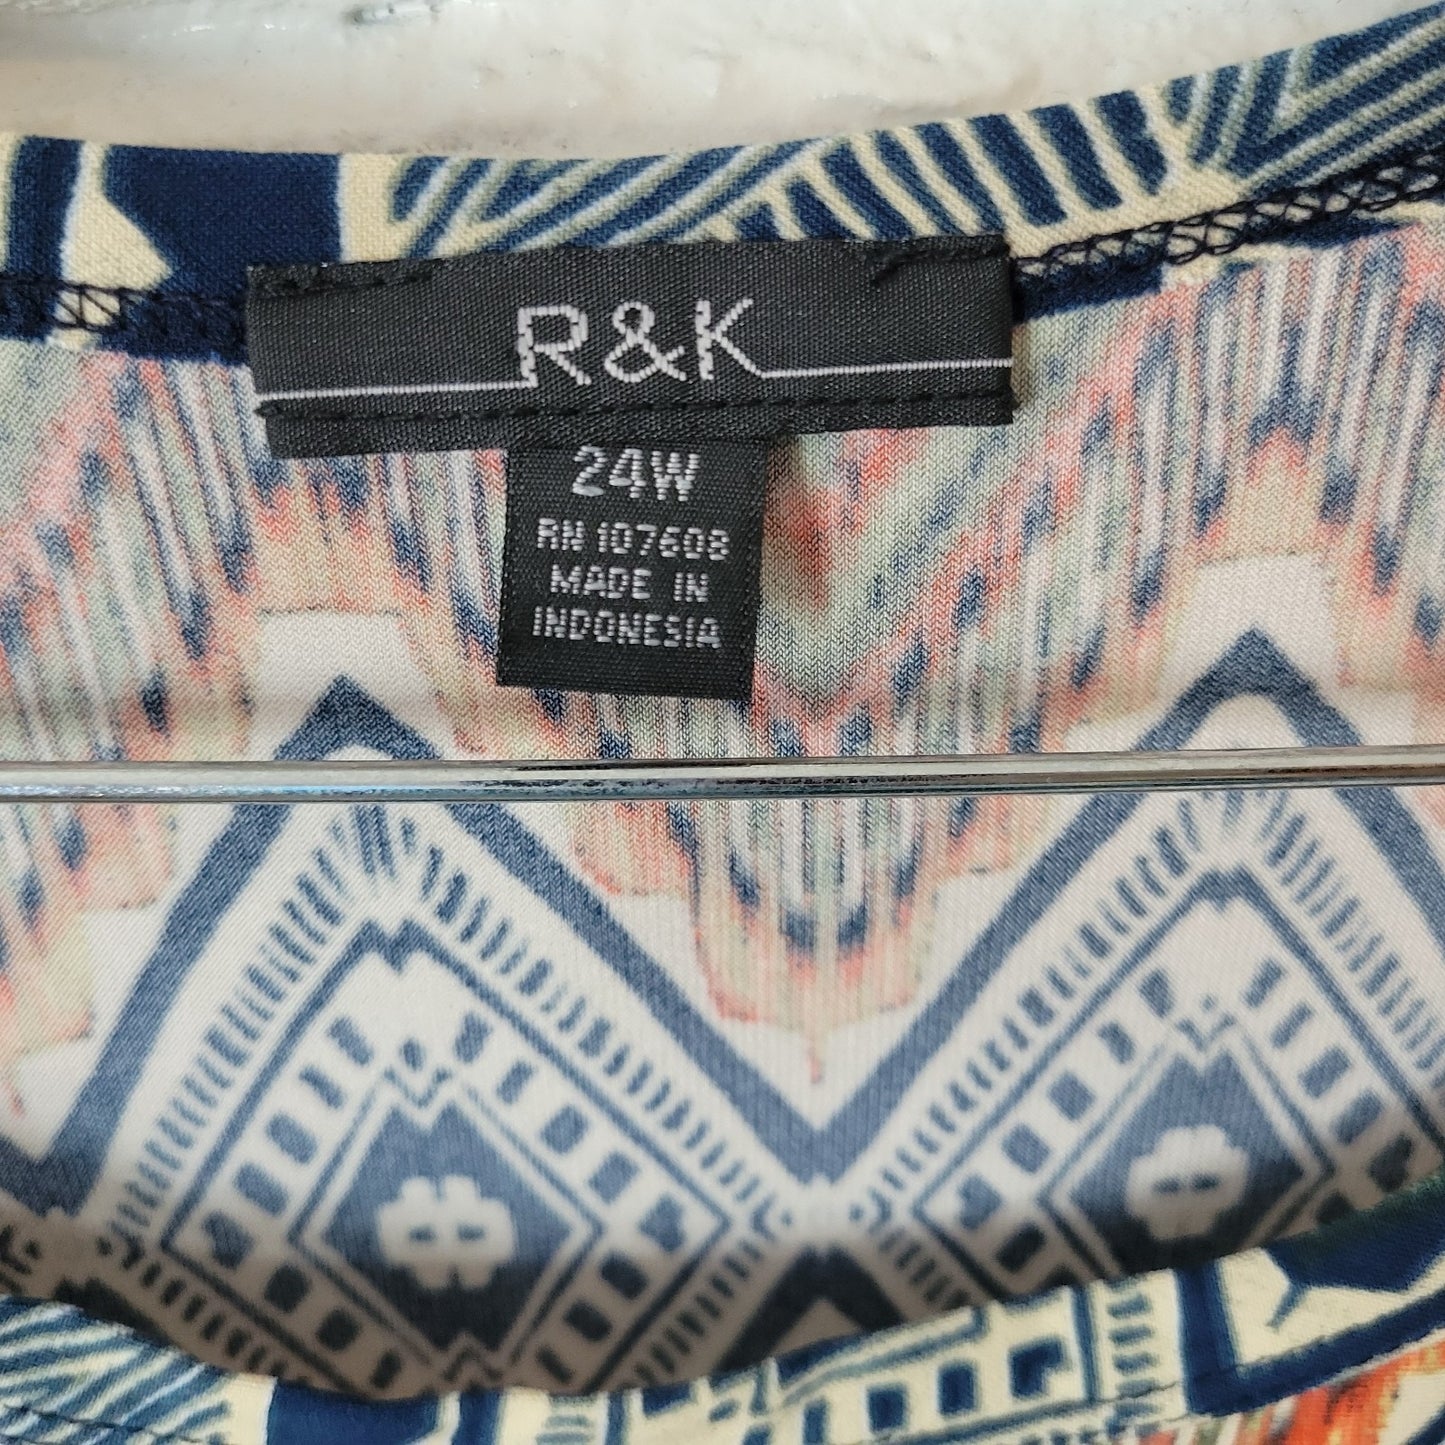 R&K
24W
RN 107608
MADE IN
INDONESIA